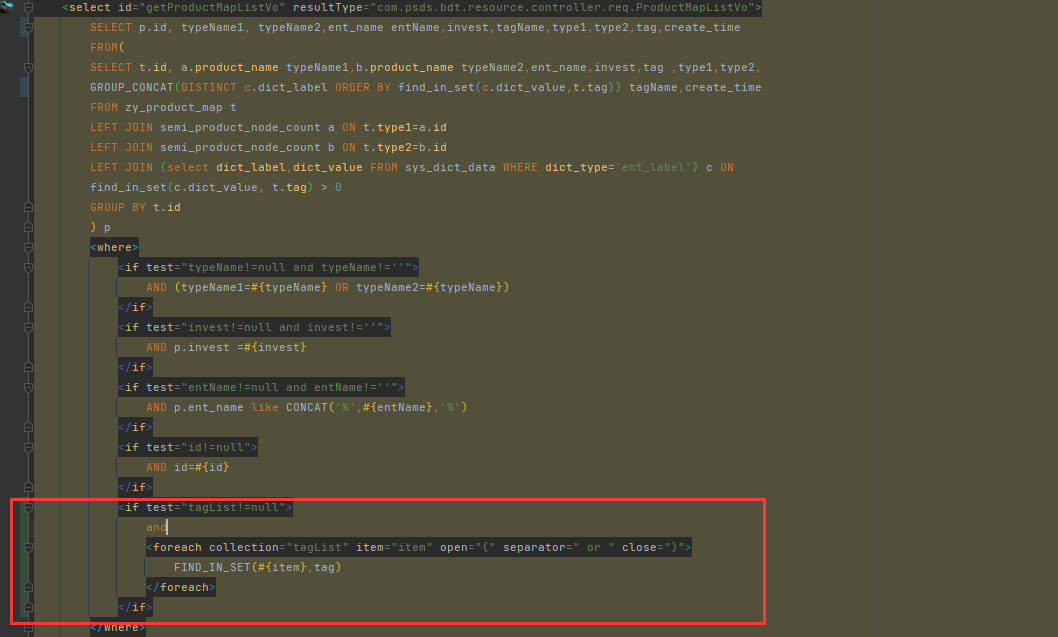 <select id="getProductMapListVo" resultType="com.psds.bdt.resource.controller.req.ProductMapListVo">
SELECT p.id, typeName1, typeName2,ent_name entName,invest,tagName,type1,type2,tag,create_time
FROM(
SELECT t.id, a.product_name typeName1,b.product_name typeName2,ent_name,invest,tag ,type1,type2,
GROUP_CONCAT(DISTINCT c.dict_label ORDER BY find_in_set(c.dict_value,t.tag)) tagName,create_time
FROM zy_product_map t
LEFT JOIN semi_product_node_count a ON t.type1=a.id
LEFT JOIN semi_product_node_count b ON t.type2=b.id
LEFT JOIN (select dict_label,dict_value FROM sys_dict_data WHERE dict_type='ent_label') c ON
find_in_set(c.dict_value, t.tag) > 0
GROUP BY t.id
) p
<where>
<if test="typeName!=null and typeName!=''">
AND (typeName1=#{typeName} OR typeName2=#{typeName})
</if>
<if test="invest!=null and invest!=''">
AND p.invest =#{invest}
</if>
<if test="entName!=null and entName!=''">
AND p.ent_name like CONCAT('%',#{entName},'%')
</if>
<if test="id!=null">
AND id=#{id}
</if>
<if test="tagList!=null">
and
<foreach collection="tagList" item="item" open="(" separator=" or " close=")">
FIND_IN_SET(#{item},tag)
</foreach>
</if>
</where>